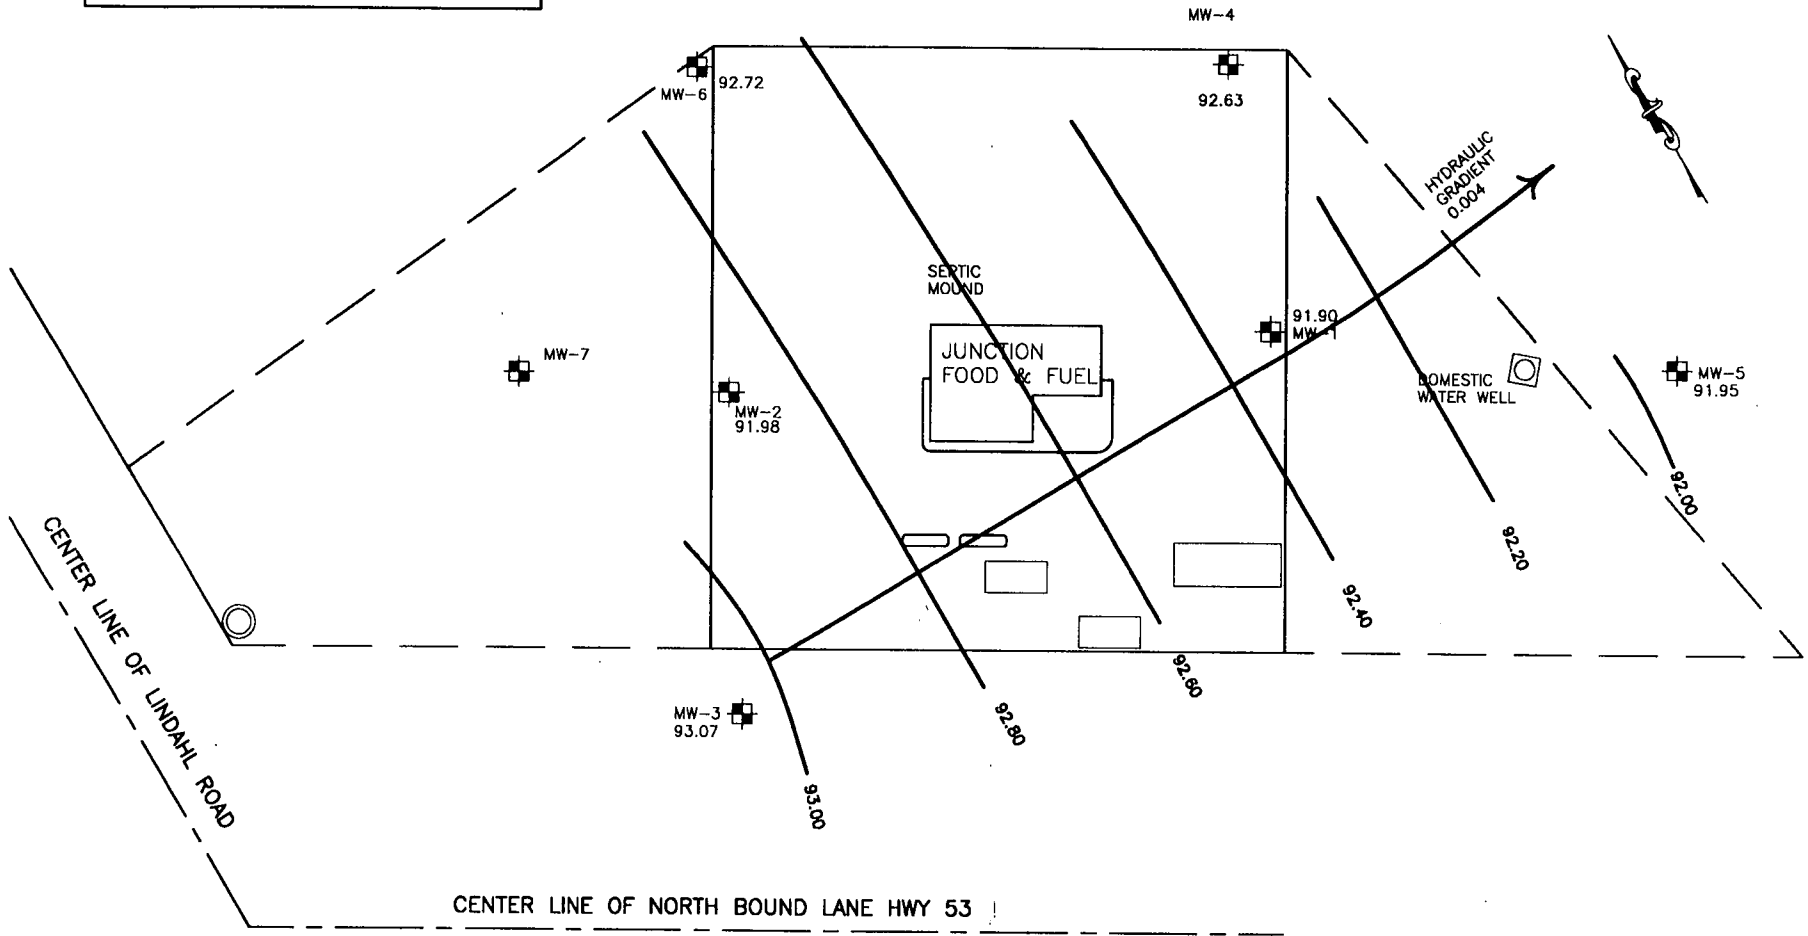 MW-4
92.72
MW-6
92.63
HYDRAULIC
GRADIENT
0.004
SEPTIC
MOUND
91.90
MW-1
JUNCTION
FOOD & FUEL
MW-7
DOMESTIC
WATER WELL
MW-5
91.95
MW-2
91.98
92.00
92.20
92.40
92.60
92.80
93.00
MW-3
93.07
CENTER LINE OF LINDAHL ROAD
CENTER LINE OF NORTH BOUND LANE HWY 53